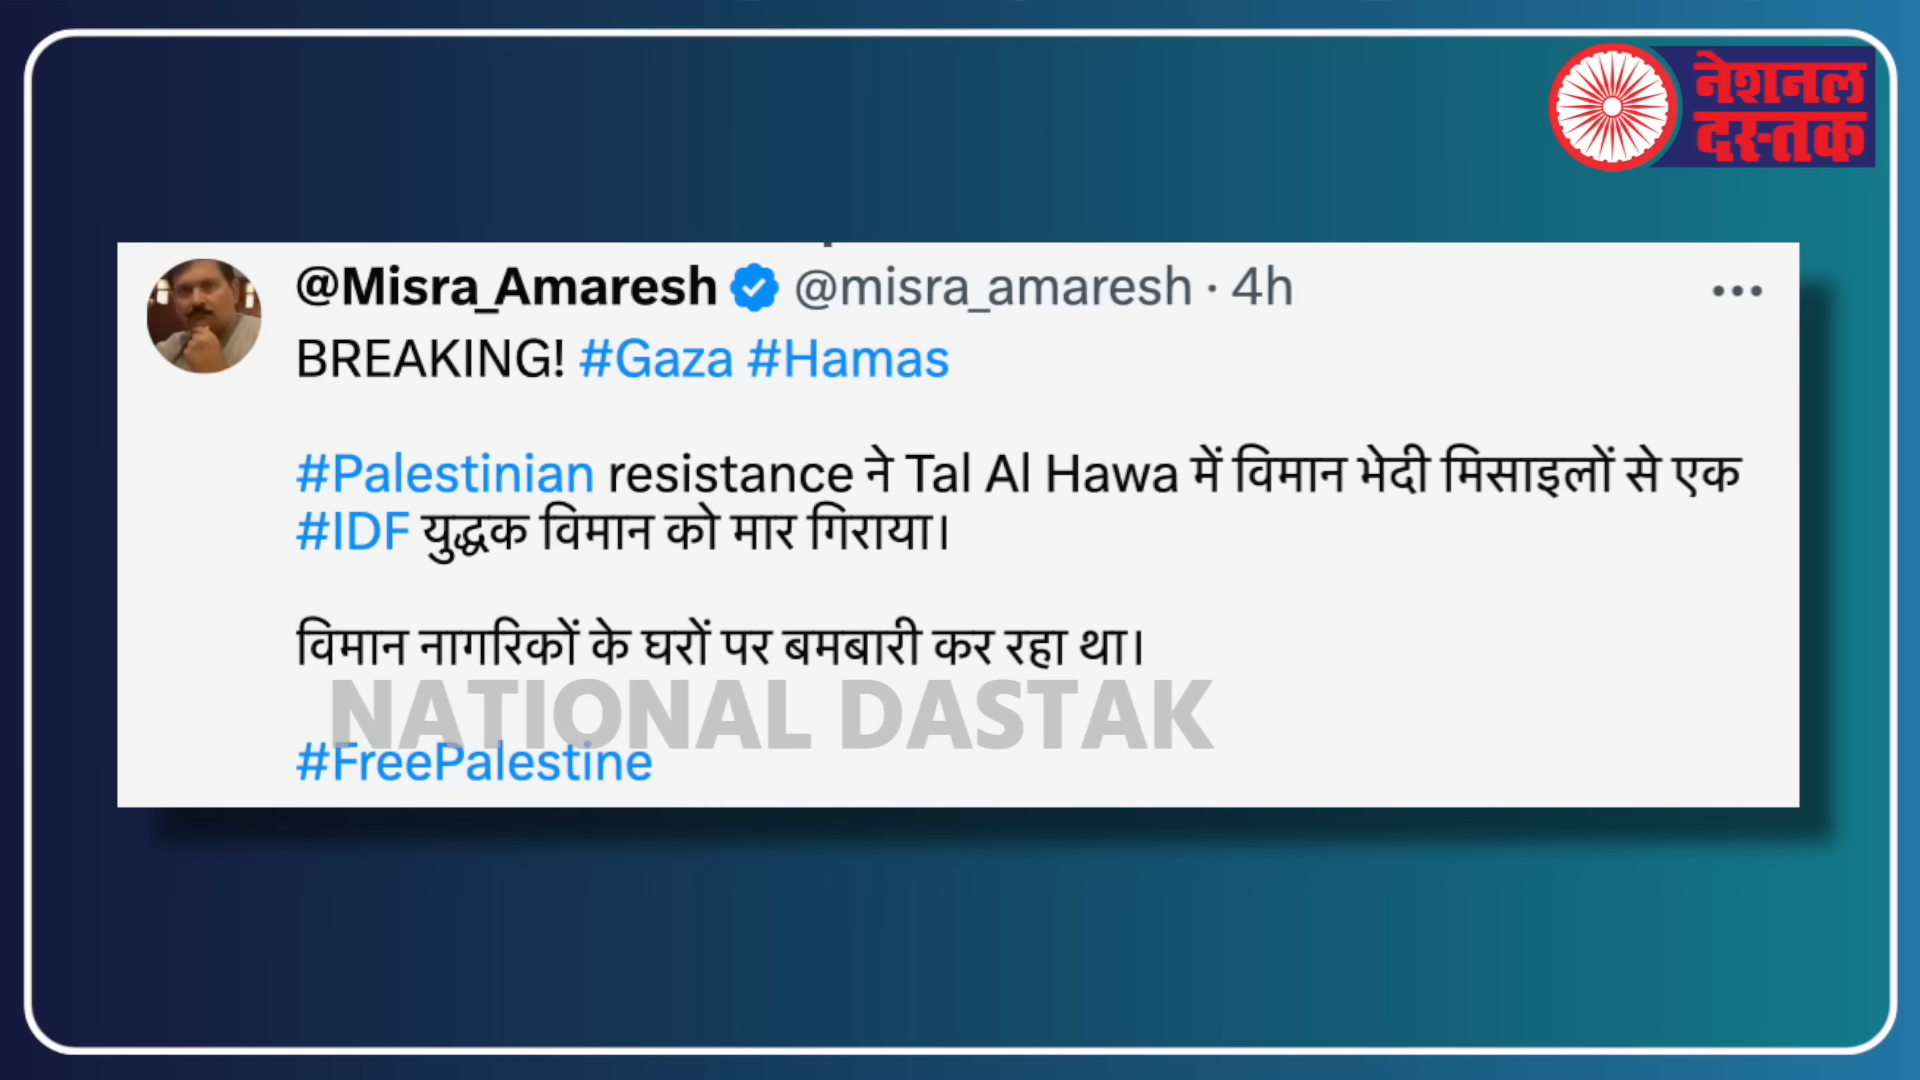 नेशनल
दस्तक
@Misra_Amaresh @misra_amaresh · 4h
BREAKING! #Gaza #Hamas
#Palestinian resistance ने Tal Al Hawa में विमान भेदी मिसाइलों से एक
#IDF युद्धक विमान को मार गिराया।
विमान नागरिकों के घरों पर बमबारी कर रहा था।
NATIONAL DASTAK
#FreePalestine